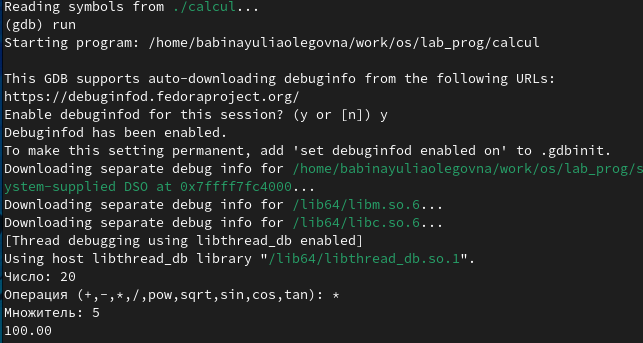 Reading symbols from ./calcul...
(gdb) run
Starting program: /home/babinayuliaolegovna/work/os/lab_prog/calcul
This GDB supports auto-downloading debuginfo from the following URLs:
https://debuginfod.fedoraproject.org/
Enable debuginfod for this session? (y or [n]) y
Debuginfod has been enabled.
To make this setting permanent, add 'set debuginfod enabled on' to .gdbinit.
Downloading separate debug info for /home/babinayuliaolegovna/work/os/lab_prog/s
ystem-supplied DSO at 0x7ffff7fc4000...
Downloading separate debug info for /lib64/libm.so.6...
Downloading separate debug info for /lib64/libc.so.6...
[Thread debugging using libthread_db enabled]
Using host libthread_db library "/lib64/libthread_db.so.1".
Число: 20
Операция (+,-,*,/,pow,sqrt,sin,cos,tan): *
Множитель: 5
100.00